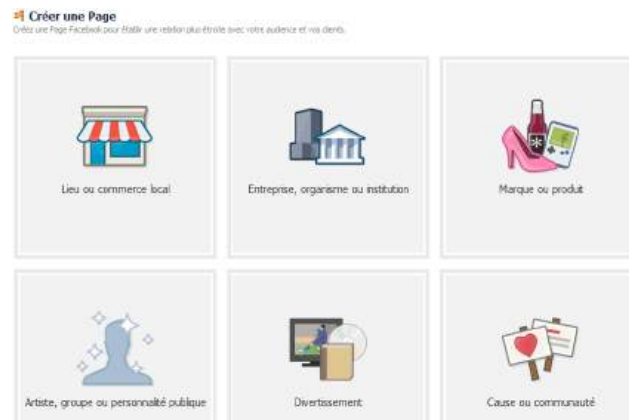 Créer une Page
Créez une Page Facebook pour établir une relation plus étroite avec votre audience et vos clients.
Lieu ou commerce local
Entreprise, organisme ou institution
Marque ou produit
Artiste, groupe ou personnalité publique
Divertissement
Cause ou communauté